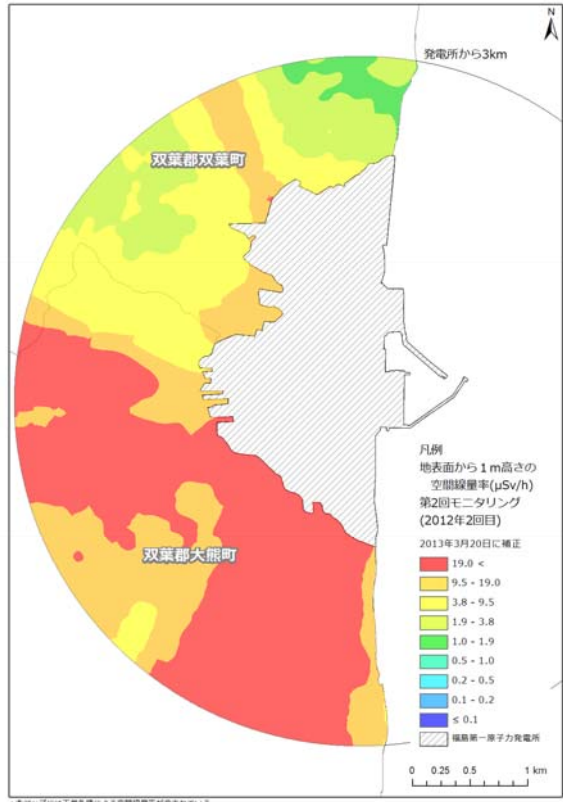 N
発電所から3km
双葉郡双葉町
双葉郡大熊町
凡例
地表面から1m高さの
空間線量率(μSv/h)
第2回モニタリング
(2012年2回目)
2013年3月20日に補正
19.0 <
9.5 - 19.0
3.8 - 9.5
1.9 - 3.8
1.0 - 1.9
0.5 - 1.0
0.2 - 0.5
0.1 - 0.2
≤ 0.1
福島第一原子力発電所
0 0.25 0.5 1 km